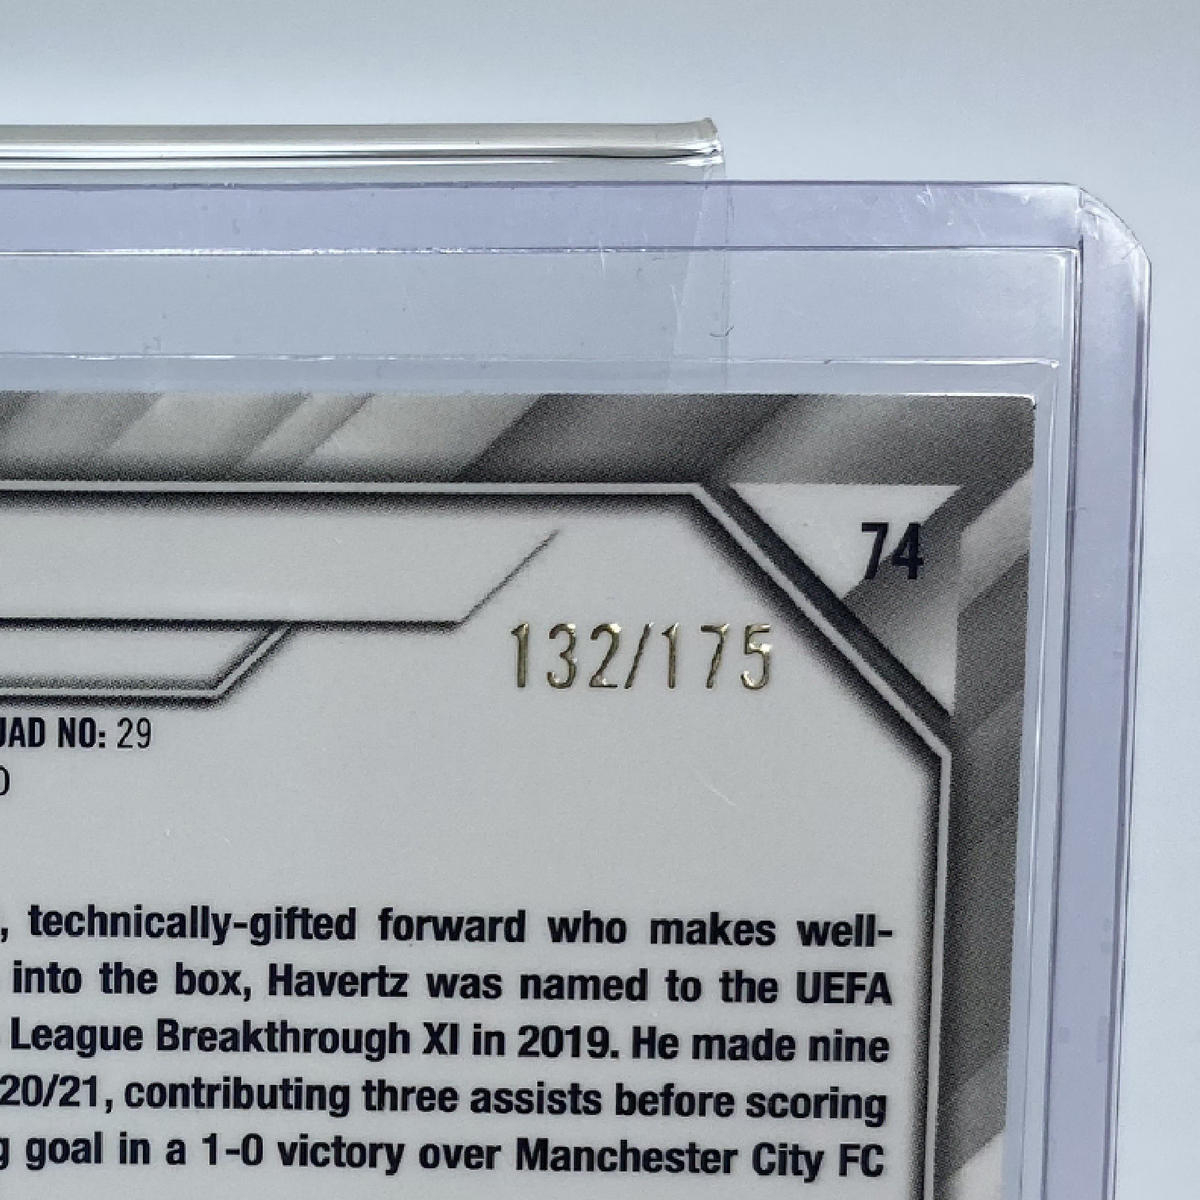 74
132/175
UAD NO: 29
, technically-gifted forward who makes well-
into the box, Havertz was named to the UEFA
League Breakthrough XI in 2019. He made nine
20/21, contributing three assists before scoring
g goal in a 1-0 victory over Manchester City FC